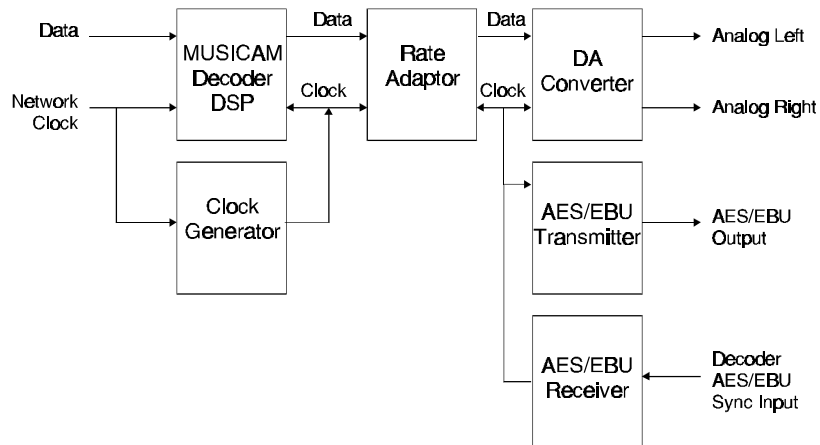 Data
Network
Clock
MUSICAM
Decoder
DSP
Data
Clock
Clock
Generator
Rate
Adaptor
Data
Clock
DA
Converter
Analog Left
Analog Right
AES/EBU
Transmitter
AES/EBU
Output
AES/EBU
Receiver
Decoder
AES/EBU
Sync Input